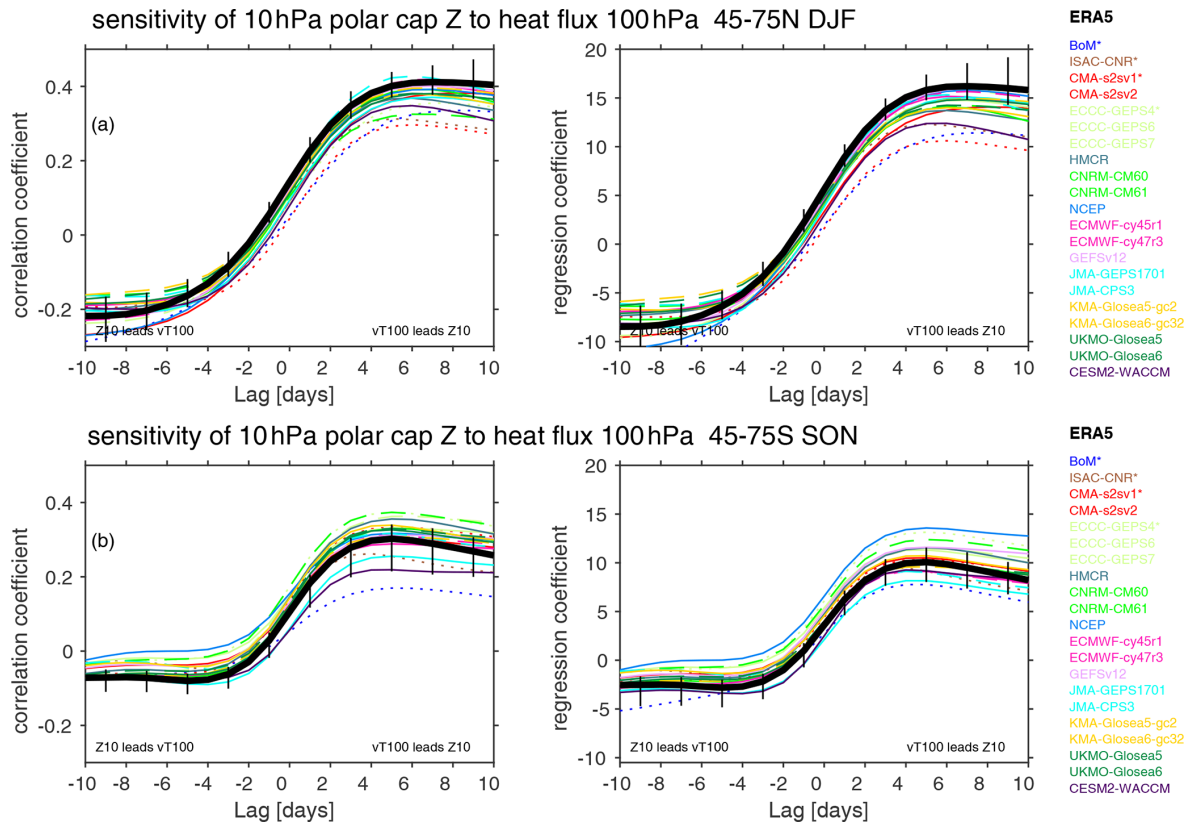 sensitivity of 10hPa polar cap Z to heat flux 100hPa 45-75N DJF
correlation coefficient
0.4
0.2
0
-0.2
(a)
Z10 leads vT100
vT100 leads Z10
-10 -8 -6 -4 -2 0 2 4 6 8 10
Lag [days]
regression coefficient
20
15
10
5
0
-5
-10
Z10 leads vT100
vT100 leads Z10
-10 -8 -6 -4 -2 0 2 4 6 8 10
Lag [days]
ERA5
BoM*
ISAC-CNR*
CMA-s2sv1*
CMA-s2sv2
ECCC-GEPS4*
ECCC-GEPS6
ECCC-GEPS7
HMCR
CNRM-CM60
CNRM-CM61
NCEP
ECMWF-cy45r1
ECMWF-cy47r3
GEFSv12
JMA-GEPS1701
JMA-CPS3
KMA-Glosea5-gc2
KMA-Glosea6-gc32
UKMO-Glosea5
UKMO-Glosea6
CESM2-WACCM
sensitivity of 10hPa polar cap Z to heat flux 100hPa 45-75S SON
correlation coefficient
0.4
0.2
0
-0.2
(b)
Z10 leads vT100
vT100 leads Z10
-10 -8 -6 -4 -2 0 2 4 6 8 10
Lag [days]
regression coefficient
20
15
10
5
0
-5
-10
Z10 leads vT100
vT100 leads Z10
-10 -8 -6 -4 -2 0 2 4 6 8 10
Lag [days]
ERA5
BoM*
ISAC-CNR*
CMA-s2sv1*
CMA-s2sv2
ECCC-GEPS4*
ECCC-GEPS6
ECCC-GEPS7
HMCR
CNRM-CM60
CNRM-CM61
NCEP
ECMWF-cy45r1
ECMWF-cy47r3
GEFSv12
JMA-GEPS1701
JMA-CPS3
KMA-Glosea5-gc2
KMA-Glosea6-gc32
UKMO-Glosea5
UKMO-Glosea6
CESM2-WACCM